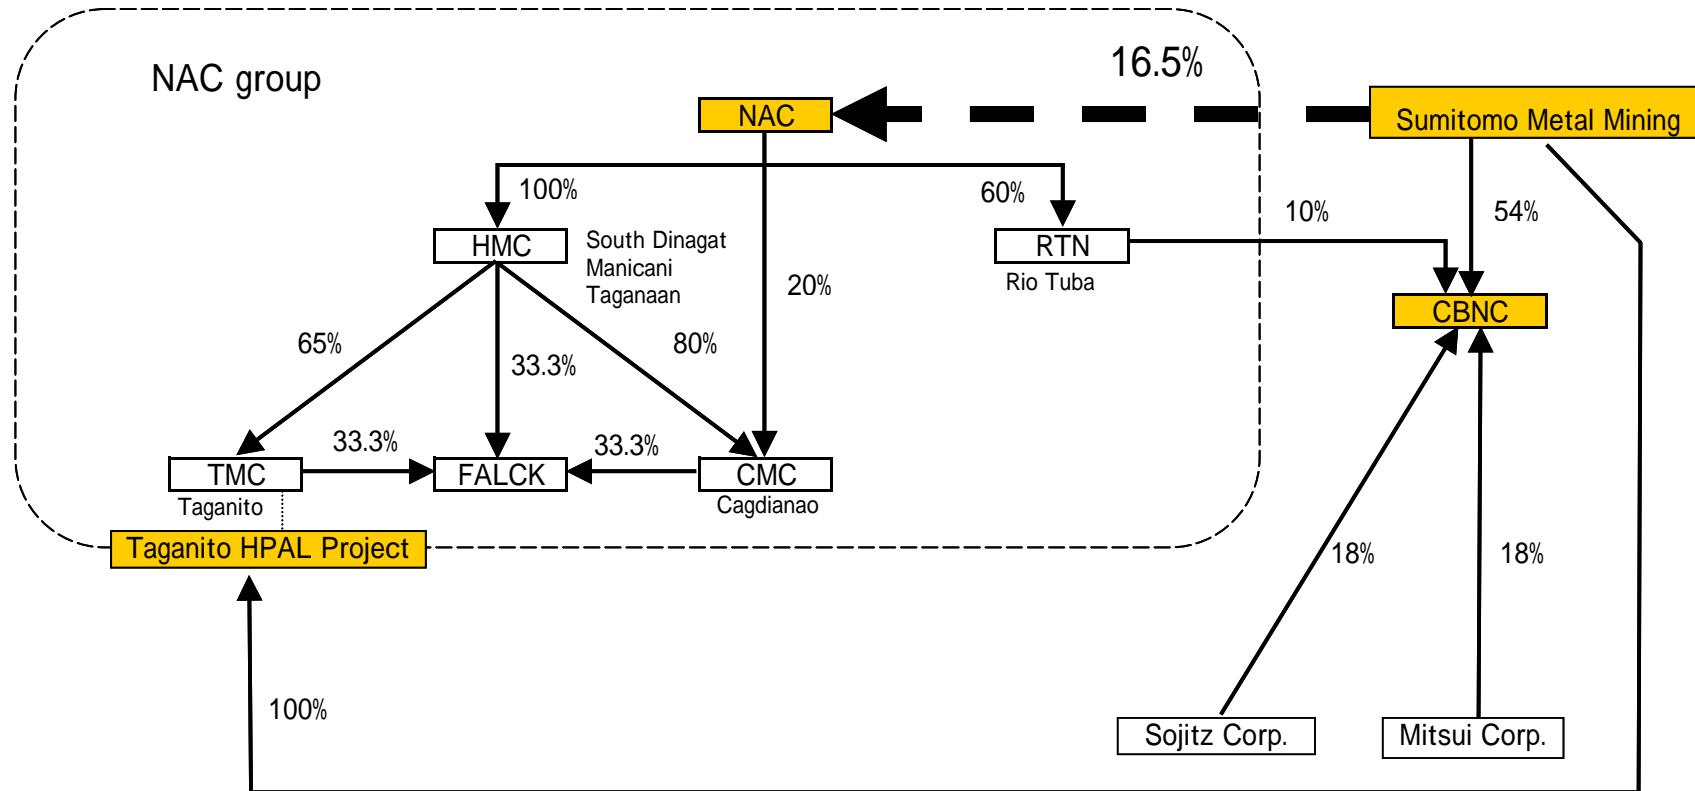 16.5%
NAC group
NAC
Sumitomo Metal Mining
100%
60%
10%
54%
HMC
South Dinagat
Manicani
Taganaan
RTN
Rio Tuba
20%
CBNC
65%
33.3%
80%
33.3%
33.3%
TMC
FALCK
CMC
Taganito
Cagdianao
Taganito HPAL Project
18%
18%
100%
Sojitz Corp.
Mitsui Corp.